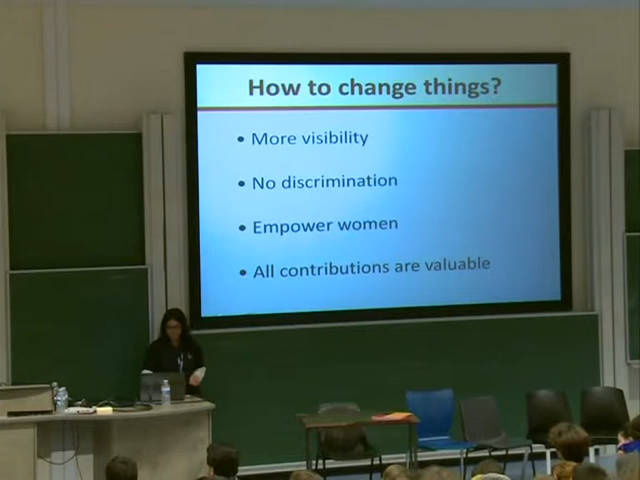 How to change things?
• More visibility
• No discrimination
• Empower women
• All contributions are valuable